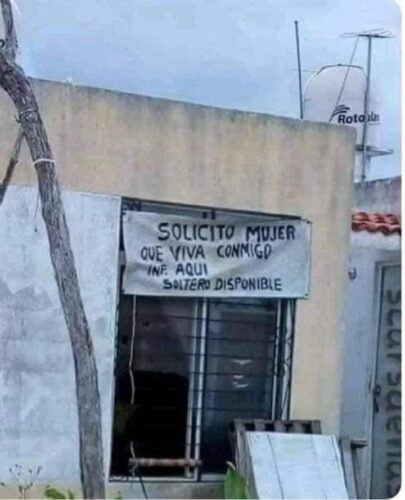 Rotoplas
SOLICITO MUJER
QUE VIVA CONMIGO
INF. AQUI
SOLTERO DISPONIBLE